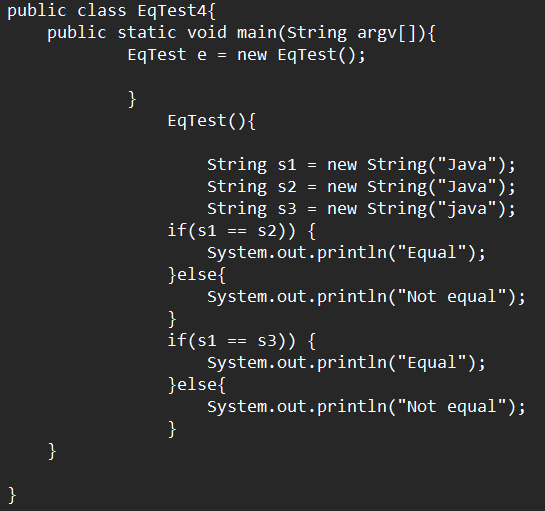 public class EqTest4{
public static void main(String argv[]){
EqTest e = new EqTest();
}
EqTest(){
String s1 = new String("Java");
String s2 = new String("Java");
String s3 = new String("java");
if(s1 == s2)) {
System.out.println("Equal");
}else{
System.out.println("Not equal");
}
if(s1 == s3)) {
System.out.println("Equal");
}else{
System.out.println("Not equal");
}
}
}